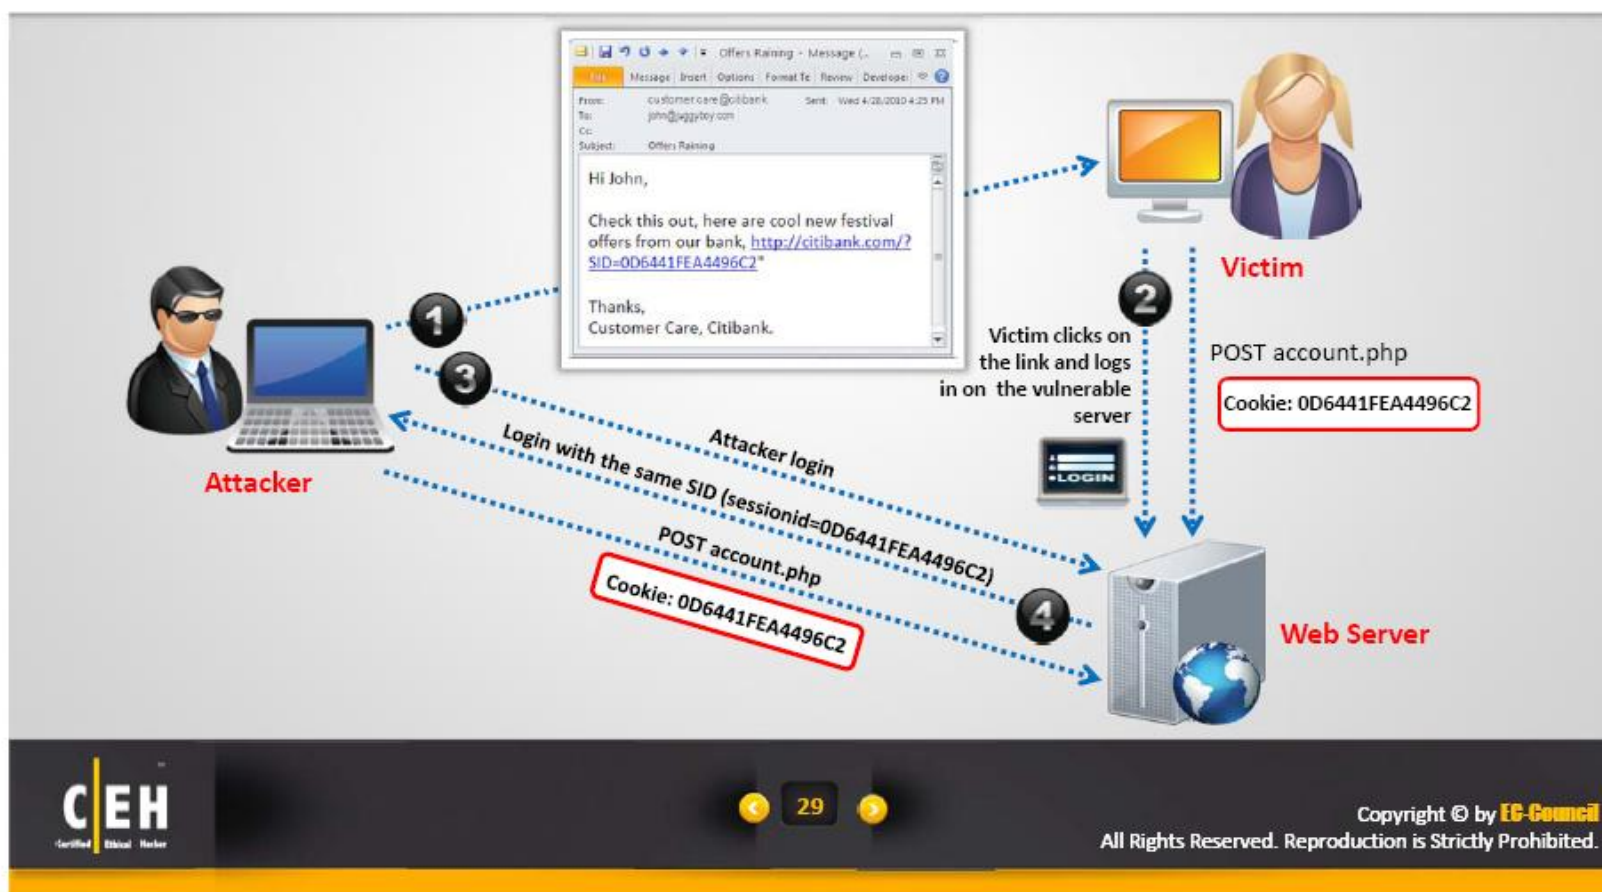 Offers Raining - Message (.
File Message Insert Options Format Te Review Developer
From: customer.care@citibank Sent: Wed 4/28/2010 4:25 PM
To: john@juggyboy.com
Cc:
Subject: Offers Raining
Hi John,
Check this out, here are cool new festival
offers from our bank, http://citibank.com/?
SID=0D6441FEA4496C2"
Thanks,
Customer Care, Citibank.
1
Attacker
Victim
2
Victim clicks on
the link and logs
in on the vulnerable
server
LOGIN
POST account.php
Cookie: 0D6441FEA4496C2
3
Attacker login
Login with the same SID (sessionid=0D6441FEA4496C2)
4
POST account.php
Cookie: 0D6441FEA4496C2
Web Server
CEH
Certified Ethical Hacker
29
Copyright © by EC-Council
All Rights Reserved. Reproduction is Strictly Prohibited.